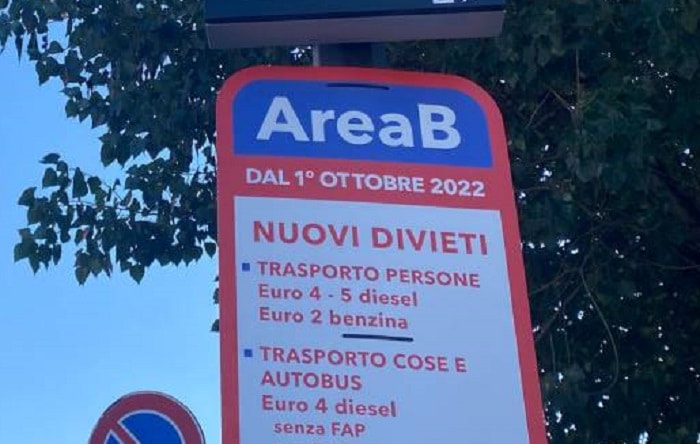 AreaB
DAL 1° OTTOBRE 2022
NUOVI DIVIETI
TRASPORTO PERSONE
Euro 4 - 5 diesel
Euro 2 benzina
TRASPORTO COSE E
AUTOBUS
Euro 4 diesel
senza FAP